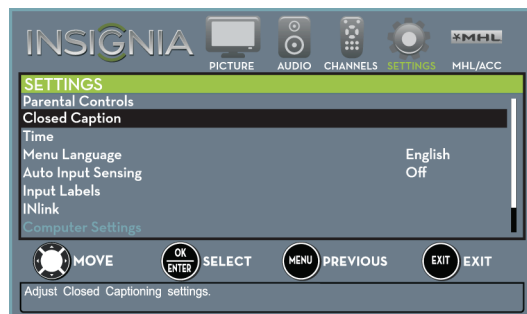 INSIGNIA
PICTURE AUDIO CHANNELS SETTINGS MHL MHL/ACC
SETTINGS
Parental Controls
Closed Caption
Time
Menu Language English
Auto Input Sensing Off
Input Labels
INlink
Computer Settings
MOVE OK ENTER SELECT MENU PREVIOUS EXIT EXIT
Adjust Closed Captioning settings.